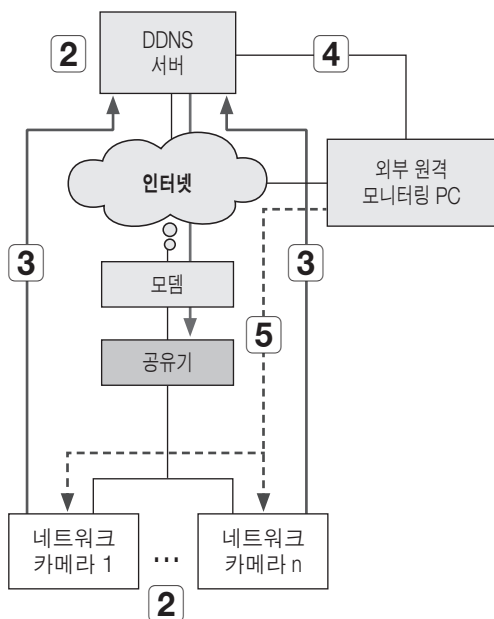 DDNS
서버
2
4
인터넷
외부 원격
모니터링 PC
3
3
모뎀
5
공유기
네트워크
카메라 1
...
네트워크
카메라 n
2